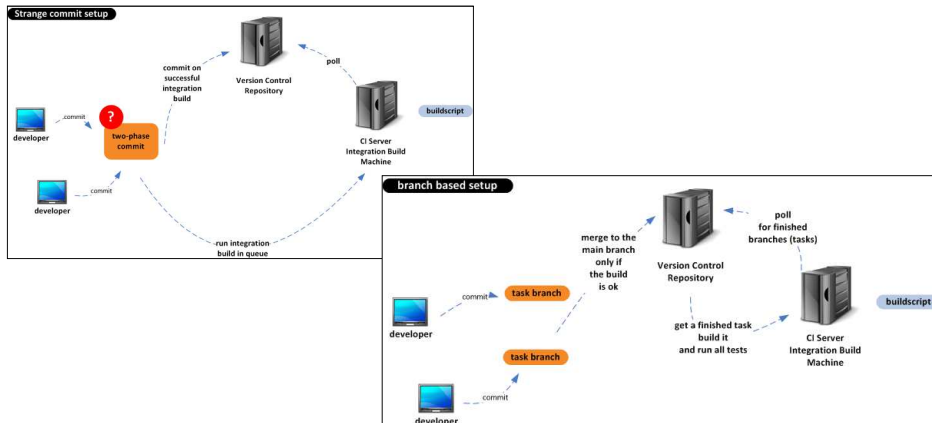 Strange commit setup
commit on
successful
integration
build
Version Control
Repository
poll
buildscript
CI Server
Integration Build
Machine
commit
developer
?
two-phase
commit
commit
developer
run integration
build in queue
branch based setup
merge to the
main branch
only if
the build
is ok
Version Control
Repository
poll
for finished
branches (tasks)
buildscript
CI Server
Integration Build
Machine
get a finished task
build it
and run all tests
commit
task branch
developer
task branch
commit
developer